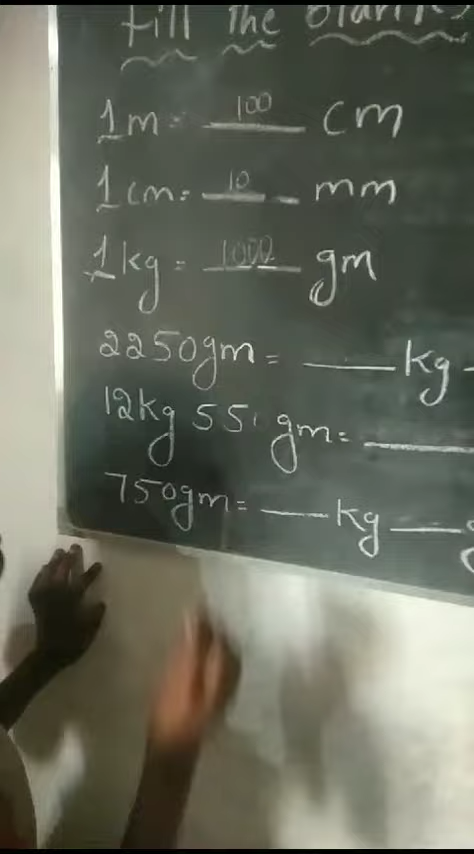 Fill The Blanks
1m = 100 cm
1cm = 10 mm
1kg = 1000 gm
2250gm = ___ kg -
12kg 551 gm = ___
750gm = ___ kg ___ g